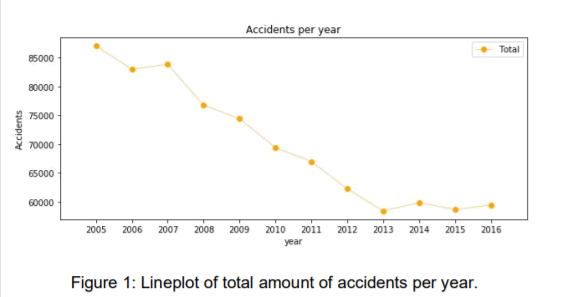 Accidents per year
Total
85000
80000
75000
70000
65000
60000
Accidents
2005 2006 2007 2008 2009 2010 2011 2012 2013 2014 2015 2016
year
Figure 1: Lineplot of total amount of accidents per year.